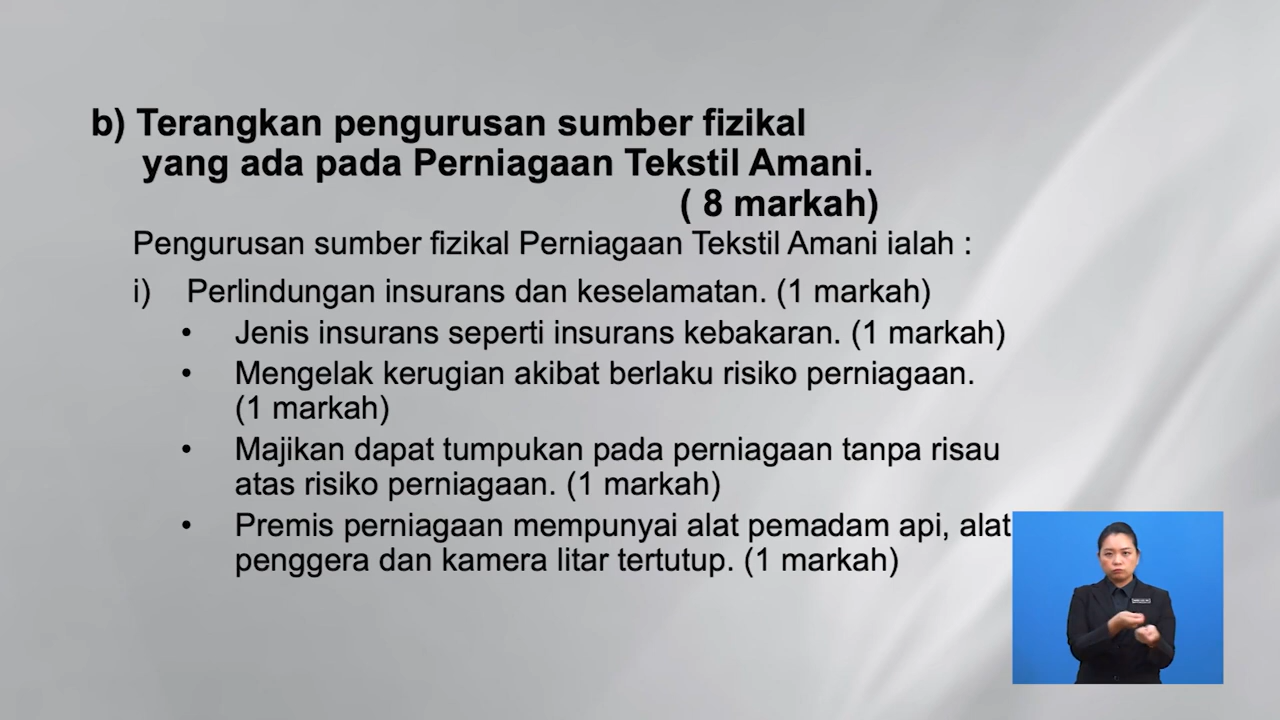 b) Terangkan pengurusan sumber fizikal
yang ada pada Perniagaan Tekstil Amani.
( 8 markah)
Pengurusan sumber fizikal Perniagaan Tekstil Amani ialah :
i) Perlindungan insurans dan keselamatan. (1 markah)
• Jenis insurans seperti insurans kebakaran. (1 markah)
• Mengelak kerugian akibat berlaku risiko perniagaan.
(1 markah)
• Majikan dapat tumpukan pada perniagaan tanpa risau
atas risiko perniagaan. (1 markah)
• Premis perniagaan mempunyai alat pemadam api, alat
penggera dan kamera litar tertutup. (1 markah)